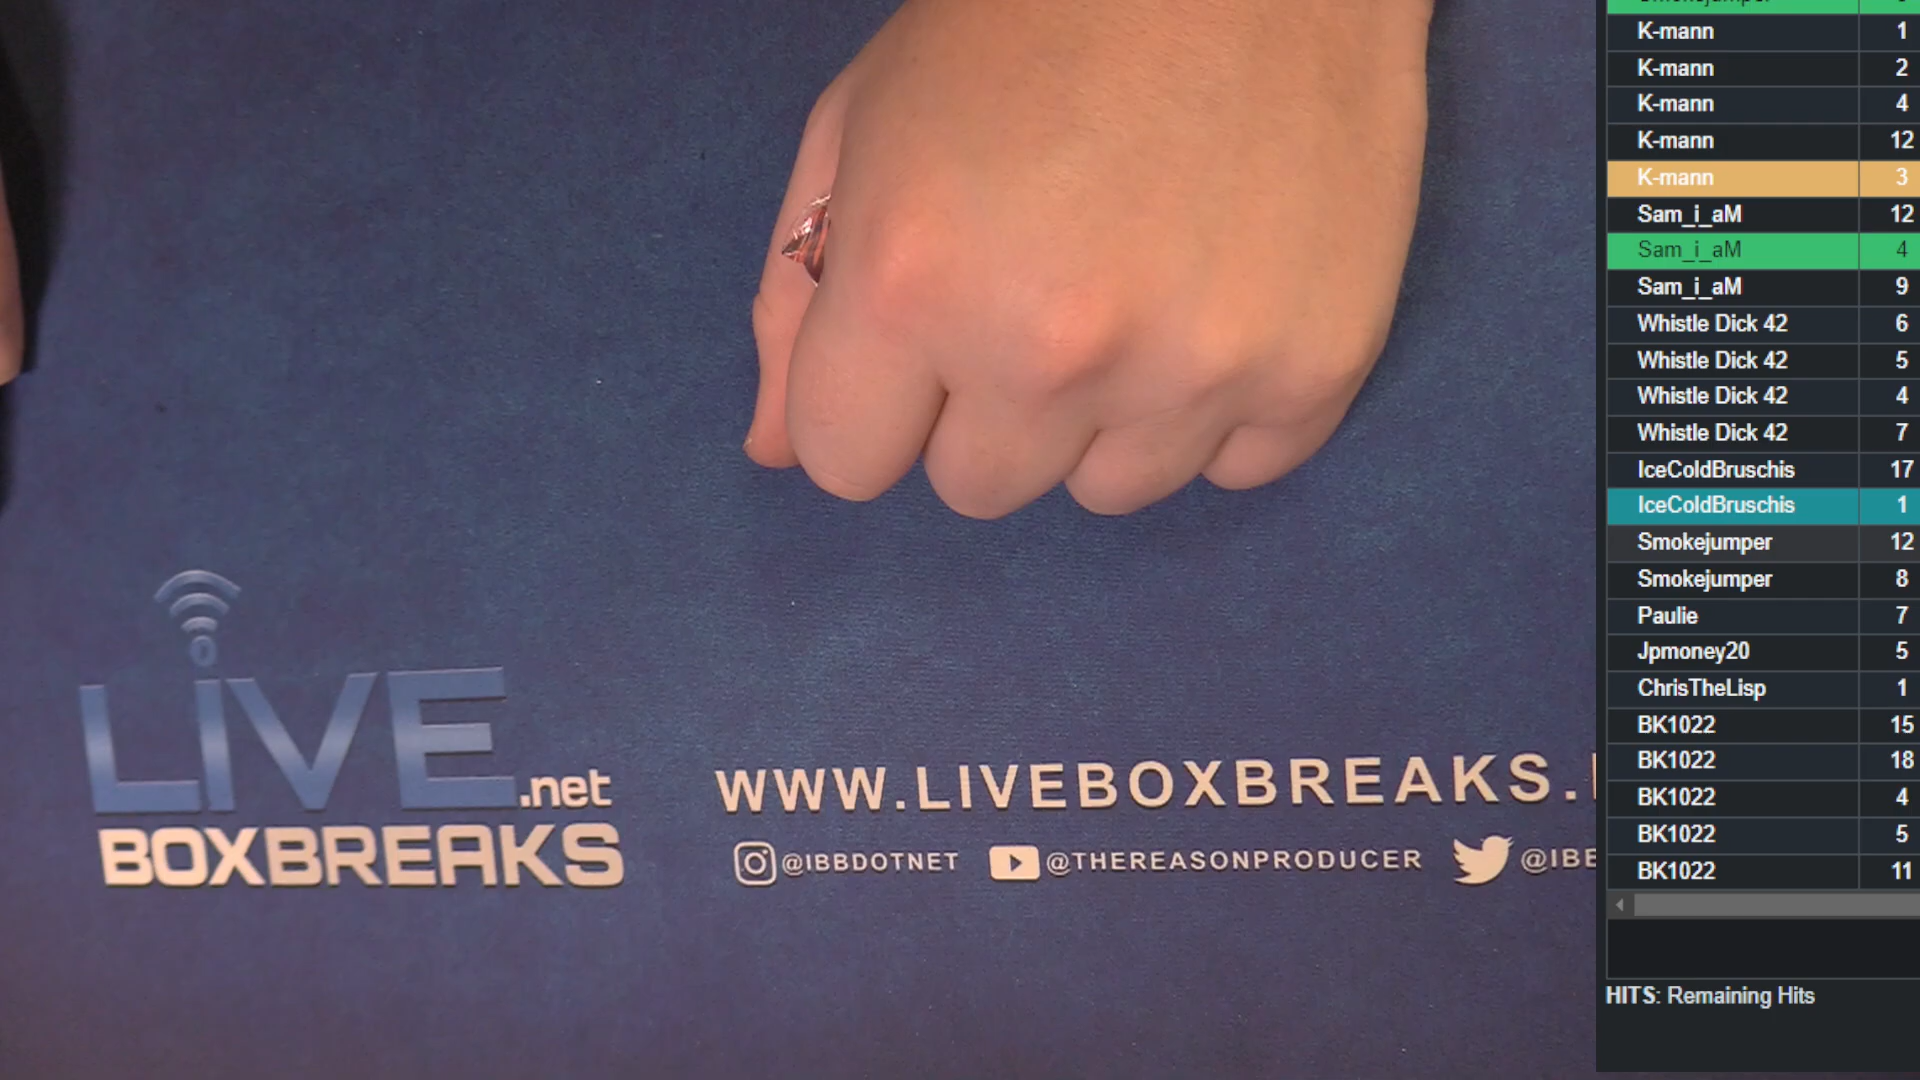 K-mann 1
K-mann 2
K-mann 4
K-mann 12
K-mann 3
Sam_i_aM 12
Sam_i_aM 4
Sam_i_aM 9
Whistle Dick 42 6
Whistle Dick 42 5
Whistle Dick 42 4
Whistle Dick 42 7
IceColdBruschis 17
IceColdBruschis 1
Smokejumper 12
Smokejumper 8
Paulie 7
Jpmoney20 5
ChrisTheLisp 1
BK1022 15
BK1022 18
BK1022 4
BK1022 5
BK1022 11
HITS: Remaining Hits
LIVE.net
BOXBREAKS
WWW.LIVEBOXBREAKS.
@IBBDOTNET @THEREASONPRODUCER @IBB